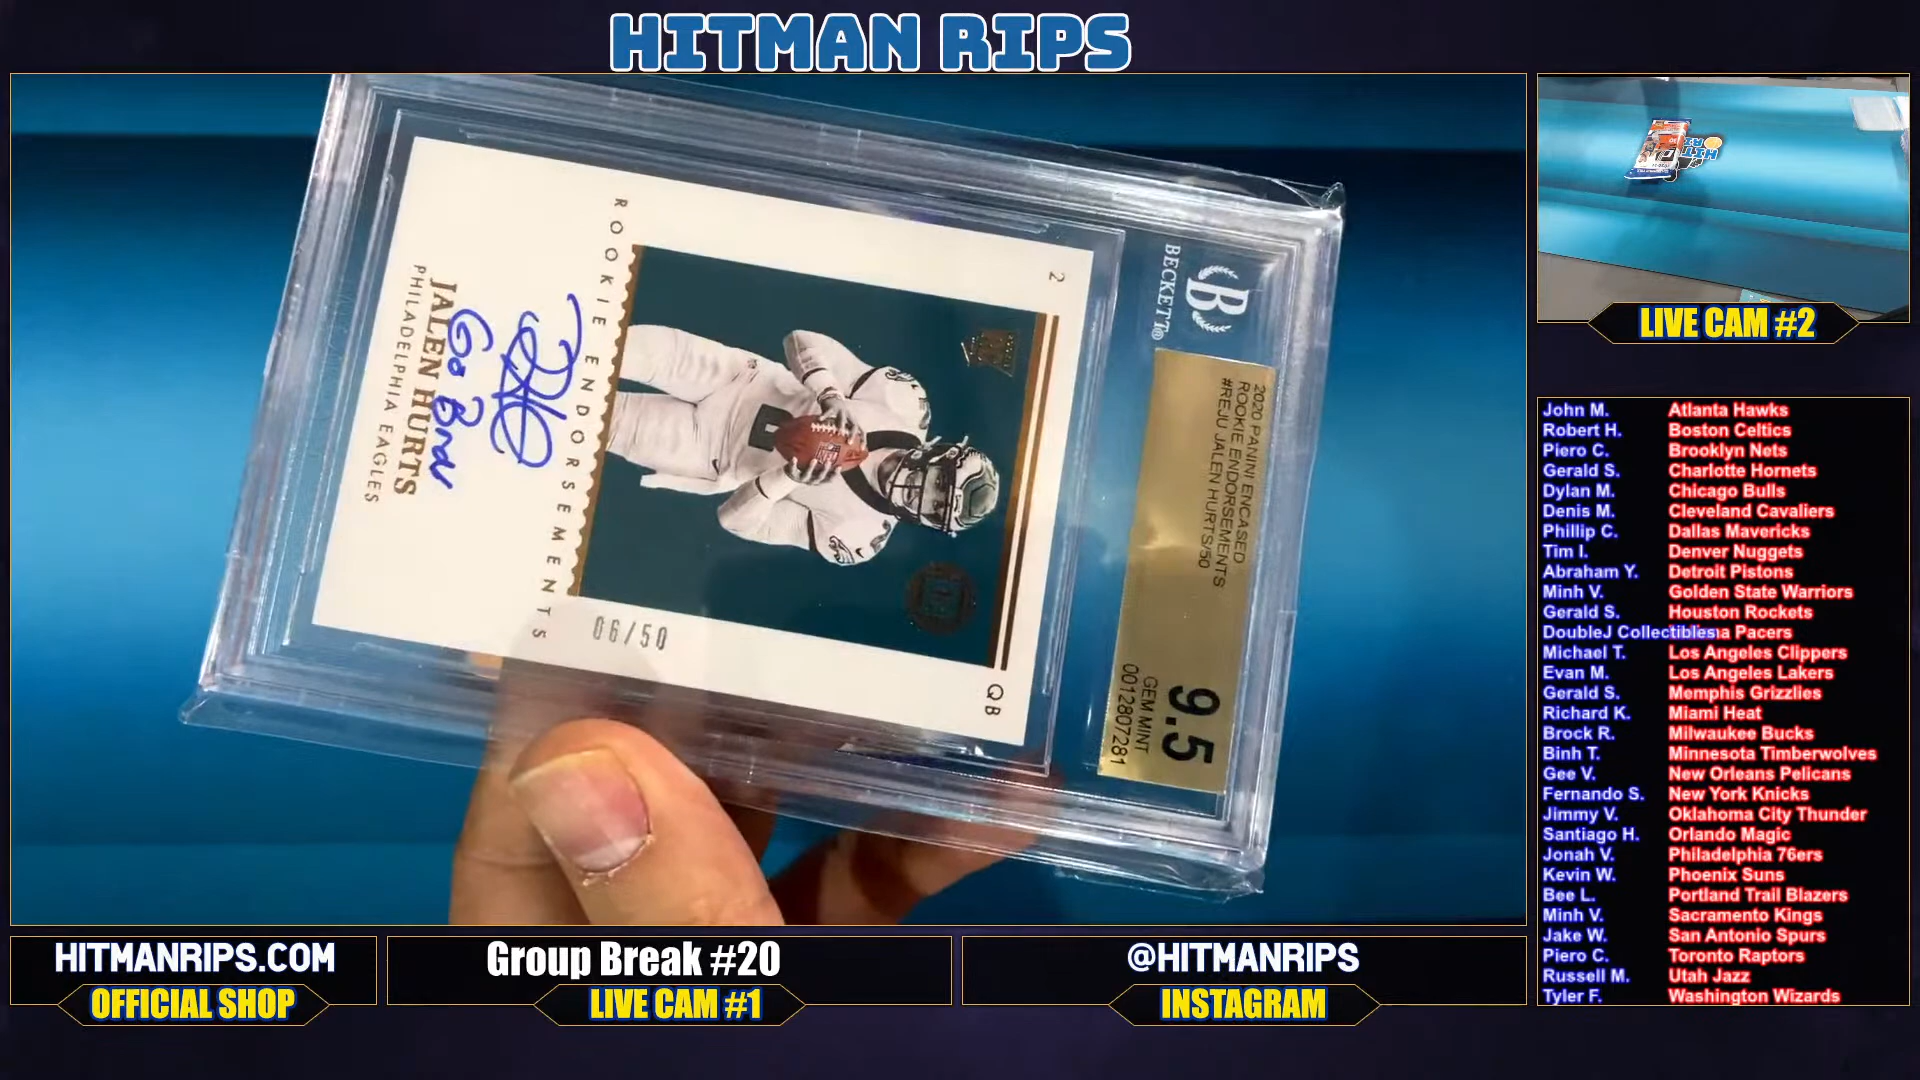 HITMAN RIPS
BECKETT®
2020 PANINI ENCASED
ROOKIE ENDORSEMENTS
#REJU JALEN HURTS/50
9.5
GEM MINT
0012807281
2
QB
06/50
ROOKIE ENDORSEMENTS
Go Birds
JALEN HURTS
PHILADELPHIA EAGLES
LIVE CAM #2
John M. Atlanta Hawks
Robert H. Boston Celtics
Piero C. Brooklyn Nets
Gerald S. Charlotte Hornets
Dylan M. Chicago Bulls
Denis M. Cleveland Cavaliers
Phillip C. Dallas Mavericks
Tim I. Denver Nuggets
Abraham Y. Detroit Pistons
Minh V. Golden State Warriors
Gerald S. Houston Rockets
DoubleJ Collectibles Pacers
Michael T. Los Angeles Clippers
Evan M. Los Angeles Lakers
Gerald S. Memphis Grizzlies
Richard K. Miami Heat
Brock R. Milwaukee Bucks
Binh T. Minnesota Timberwolves
Gee V. New Orleans Pelicans
Fernando S. New York Knicks
Jimmy V. Oklahoma City Thunder
Santiago H. Orlando Magic
Jonah V. Philadelphia 76ers
Kevin W. Phoenix Suns
Bee L. Portland Trail Blazers
Minh V. Sacramento Kings
Jake W. San Antonio Spurs
Piero C. Toronto Raptors
Russell M. Utah Jazz
Tyler F. Washington Wizards
HITMANRIPS.COM
OFFICIAL SHOP
Group Break #20
LIVE CAM #1
@HITMANRIPS
INSTAGRAM